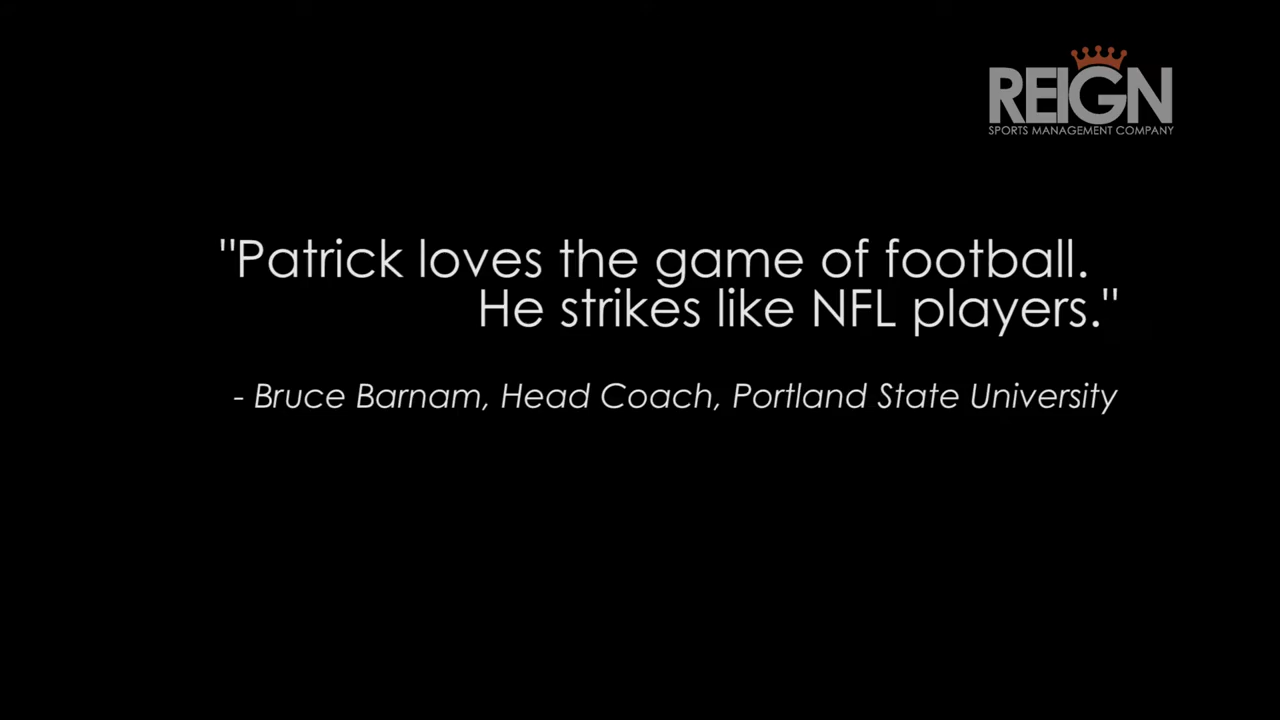 REIGN
SPORTS MANAGEMENT COMPANY
"Patrick loves the game of football.
He strikes like NFL players."
- Bruce Barnam, Head Coach, Portland State University